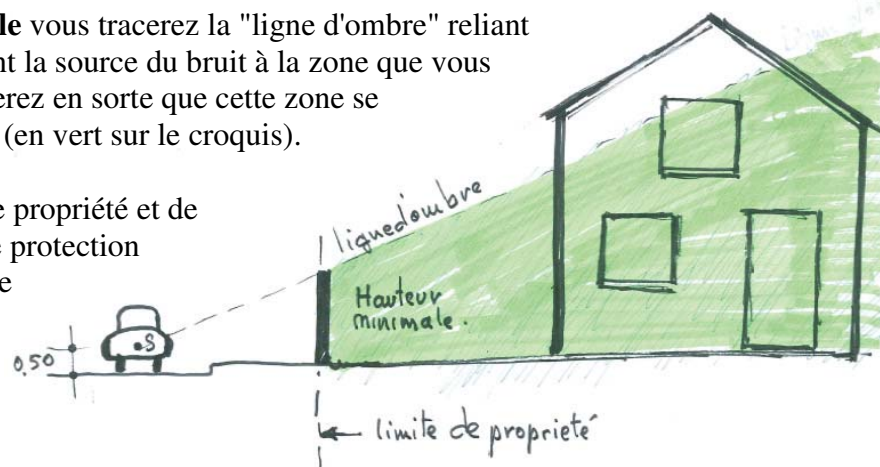 le vous tracerez la "ligne d'ombre" reliant
nt la source du bruit à la zone que vous
erez en sorte que cette zone se
(en vert sur le croquis).
e propriété et de
e protection
e
ligne d'ombre
Hauteur
minimale.
S
0,50
limite de propriété